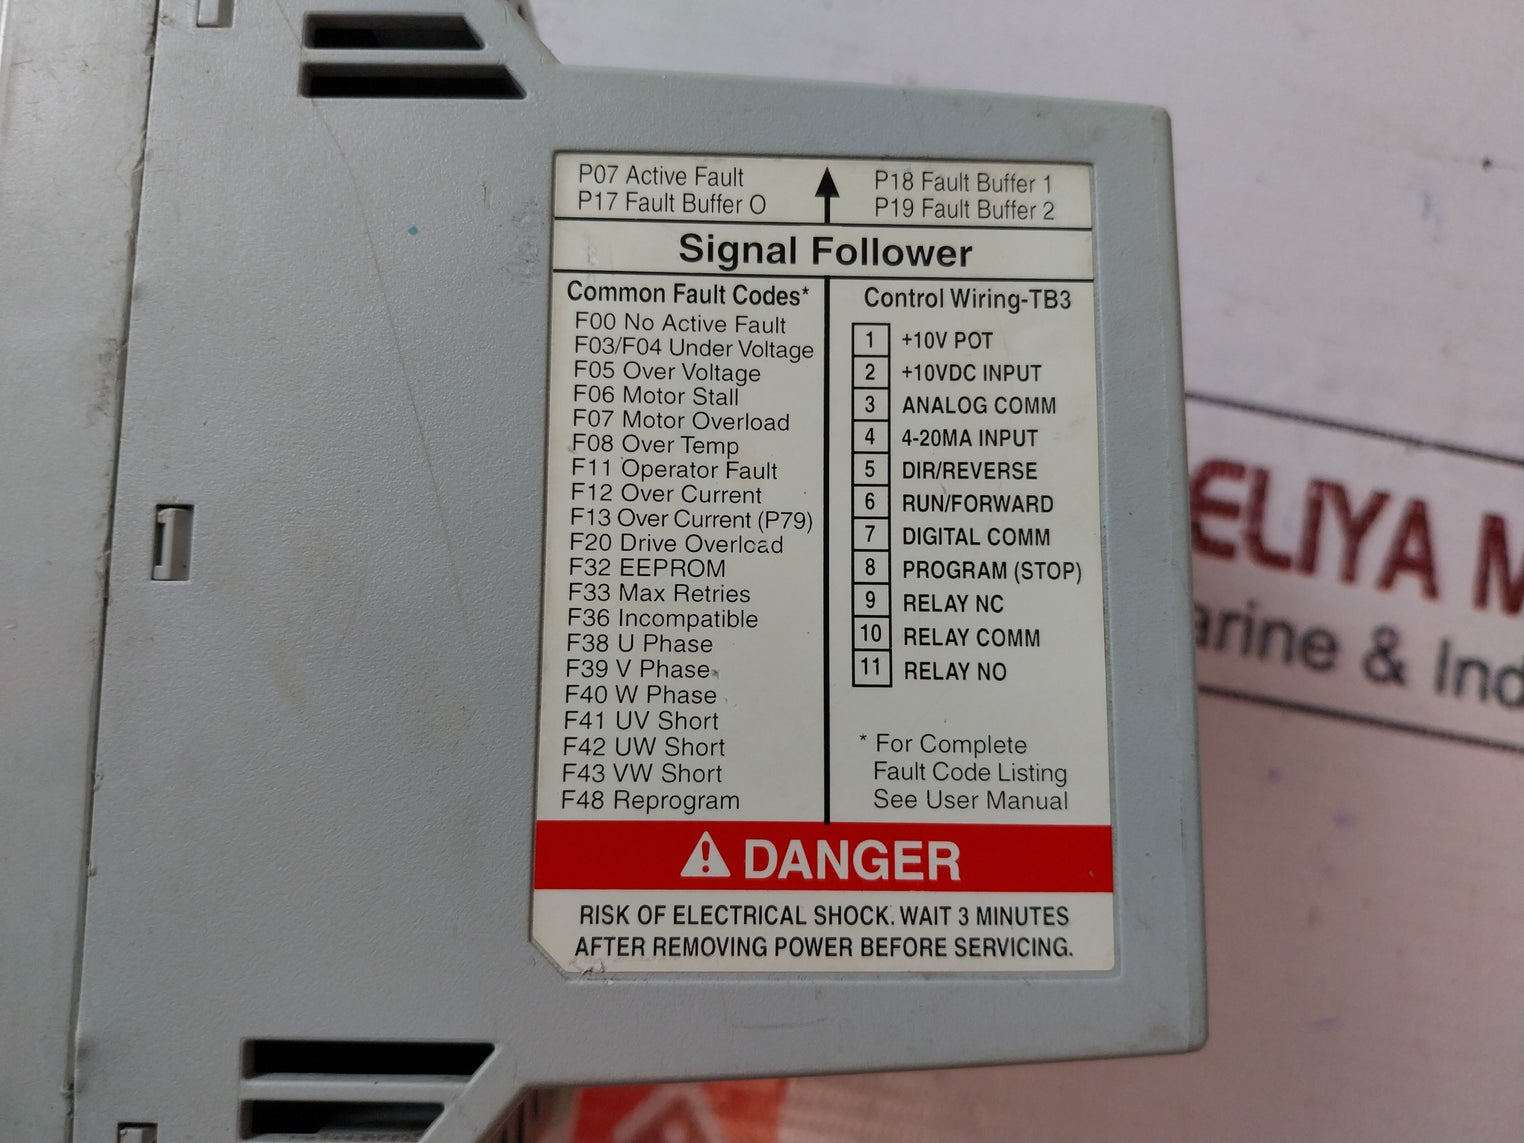 P07 Active Fault
P17 Fault Buffer O
P18 Fault Buffer 1
P19 Fault Buffer 2
Signal Follower
Common Fault Codes*
F00 No Active Fault
F03/F04 Under Voltage
F05 Over Voltage
F06 Motor Stall
F07 Motor Overload
F08 Over Temp
F11 Operator Fault
F12 Over Current
F13 Over Current (P79)
F20 Drive Overload
F32 EEPROM
F33 Max Retries
F36 Incompatible
F38 U Phase
F39 V Phase
F40 W Phase
F41 UV Short
F42 UW Short
F43 VW Short
F48 Reprogram
Control Wiring-TB3
1 +10V POT
2 +10VDC INPUT
3 ANALOG COMM
4 4-20MA INPUT
5 DIR/REVERSE
6 RUN/FORWARD
7 DIGITAL COMM
8 PROGRAM (STOP)
9 RELAY NC
10 RELAY COMM
11 RELAY NO
* For Complete
Fault Code Listing
See User Manual
DANGER
RISK OF ELECTRICAL SHOCK. WAIT 3 MINUTES
AFTER REMOVING POWER BEFORE SERVICING.
ELIYA M
arine & Ind